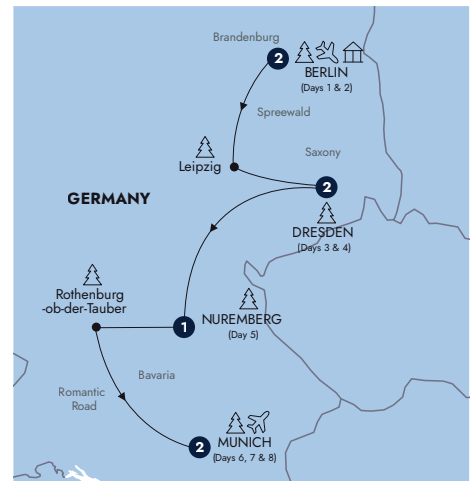 Brandenburg
2
BERLIN
(Days 1 & 2)
Spreewald
Saxony
Leipzig
2
GERMANY
DRESDEN
(Days 3 & 4)
Rothenburg
-ob-der-Tauber
NUREMBERG
1
(Day 5)
Bavaria
Romantic
Road
2
MUNICH
(Days 6, 7 & 8)